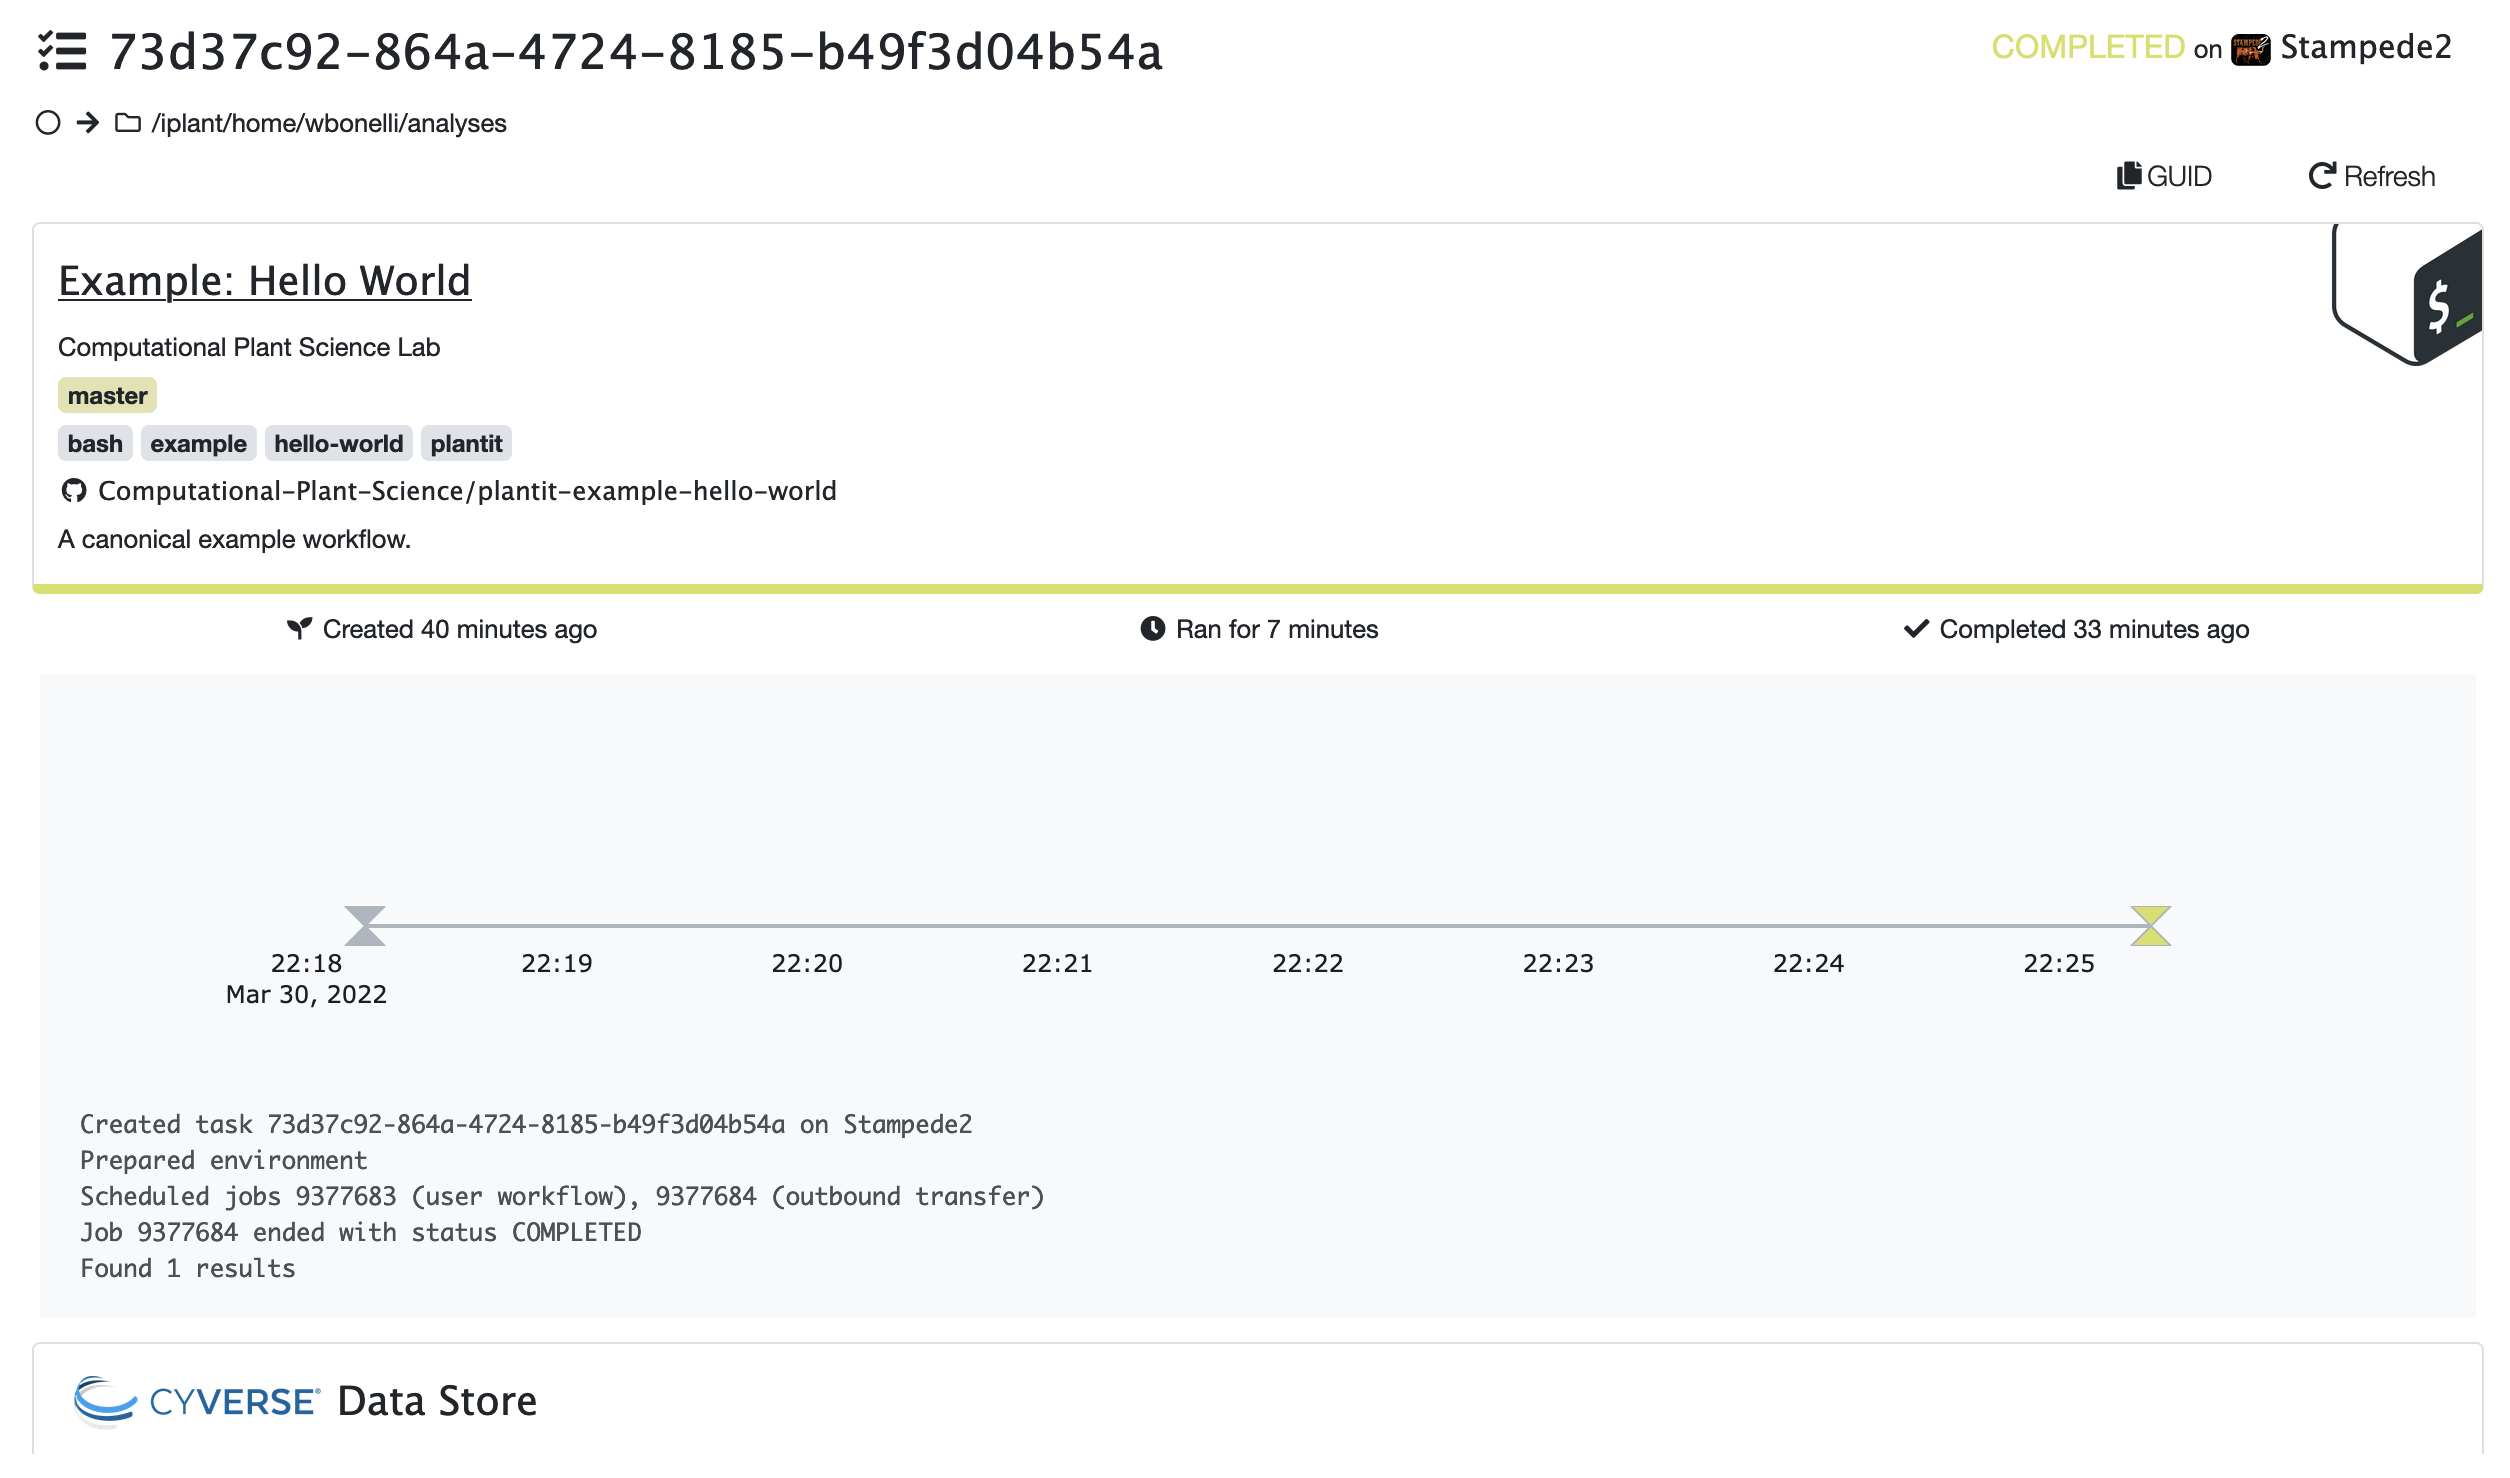 73d37c92-864a-4724-8185-b49f3d04b54a
COMPLETED on Stampede2
/iplant/home/wbonelli/analyses
GUID Refresh
Example: Hello World
$_
Computational Plant Science Lab
master
bash example hello-world plantit
Computational-Plant-Science/plantit-example-hello-world
A canonical example workflow.
Created 40 minutes ago Ran for 7 minutes Completed 33 minutes ago
22:18 22:19 22:20 22:21 22:22 22:23 22:24 22:25
Mar 30, 2022
Created task 73d37c92-864a-4724-8185-b49f3d04b54a on Stampede2
Prepared environment
Scheduled jobs 9377683 (user workflow), 9377684 (outbound transfer)
Job 9377684 ended with status COMPLETED
Found 1 results
CYVERSE® Data Store